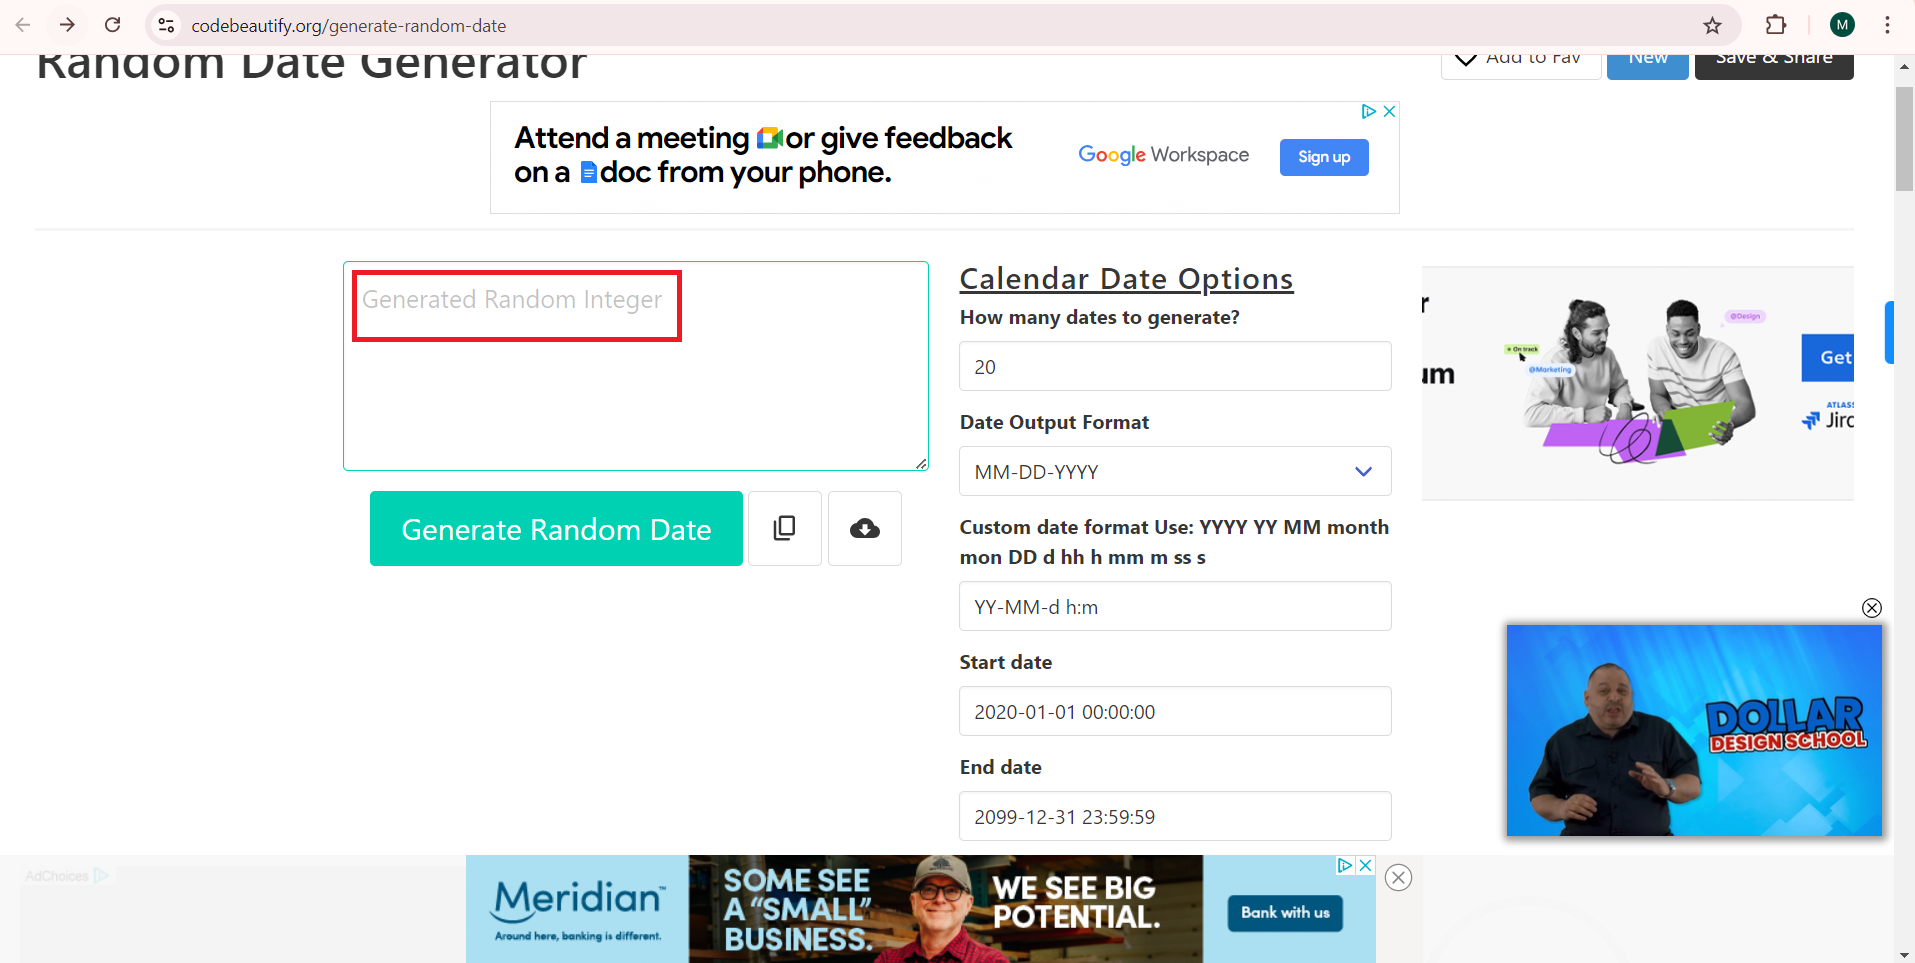 codebeautify.org/generate-random-date
M
Random Date Generator
Add to Fav
New
Save & Share
Attend a meeting or give feedback
on a doc from your phone.
Google Workspace
Sign up
Generated Random Integer
Generate Random Date
Calendar Date Options
How many dates to generate?
20
Date Output Format
MM-DD-YYYY
Custom date format Use: YYYY YY MM month
mon DD d hh h mm m ss s
YY-MM-d h:m
Start date
2020-01-01 00:00:00
End date
2099-12-31 23:59:59
@Design
On track
@Marketing
um
Get
DOLLAR
DESIGN SCHOOL
AdChoices
Meridian™
Around here, banking is different.
SOME SEE
A “SMALL”
BUSINESS.
WE SEE BIG
POTENTIAL.
Bank with us